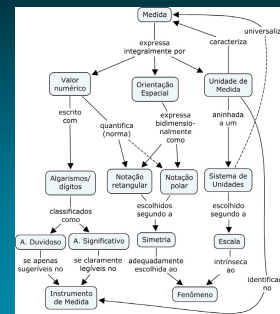 Medida
universaliz
expressa
integralmente por
caracteriza
Valor
numérico
Orientação
Espacial
Unidade de
Medida
escrito
com
quantifica
(norma)
expressa
bidimensio-
nalmente
como
aninhada
a um
Algarismos/
dígitos
Notação
retangular
Notação
polar
Sistema de
Unidades
classificados
como
escolhidos
segundo a
escolhido
segundo a
A. Duvidoso
A. Significativo
Simetria
Escala
se apenas
sugeríveis no
se claramente
legíveis no
adequadamente
escolhida ao
intrínseca
ao
identificad
no
Instrumento
de Medida
Fenômeno